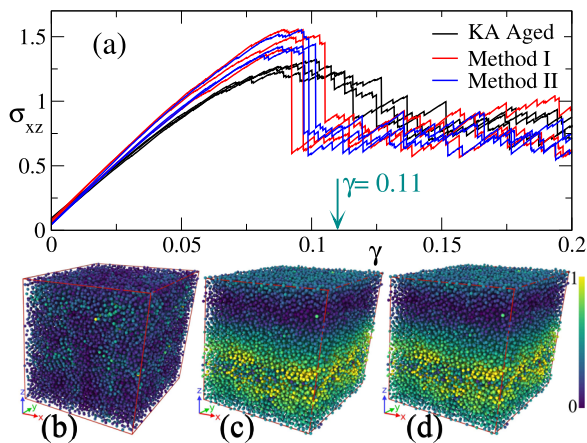 (a)
KA Aged
Method I
Method II
1.5
1
0.5
0
σxz
γ= 0.11
0 0.05 0.1 0.15 0.2
γ
(b) (c) (d)
z y x
z y x
z y x
1
0